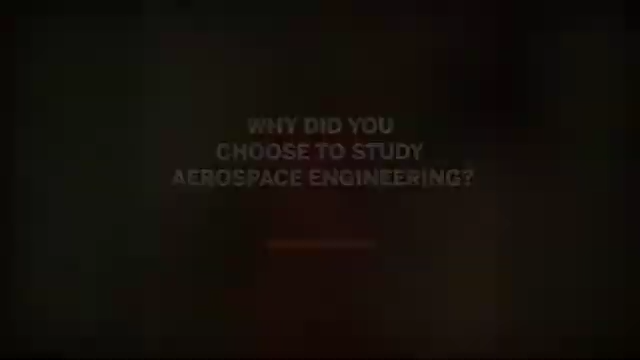 WHY DID YOU
CHOOSE TO STUDY
AEROSPACE ENGINEERING?